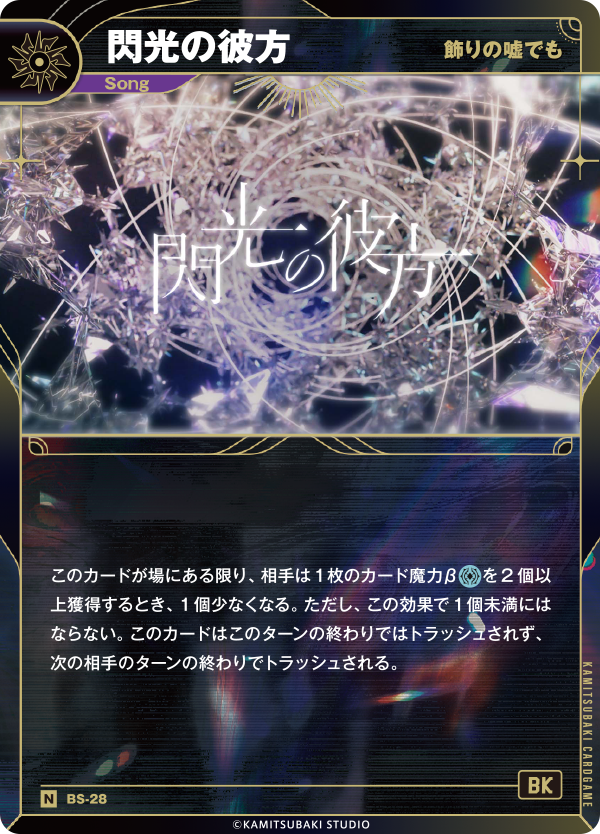 閃光の彼方
飾りの嘘でも
Song
閃光の彼方
このカードが場にある限り、相手は1枚のカード魔力βを2個以
上獲得するとき、1個少なくなる。ただし、この効果で1個未満には
ならない。このカードはこのターンの終わりではトラッシュされず、
次の相手のターンの終わりでトラッシュされる。
KAMITSUBAKI CARDGAME
BK
N BS-28
©KAMITSUBAKI STUDIO